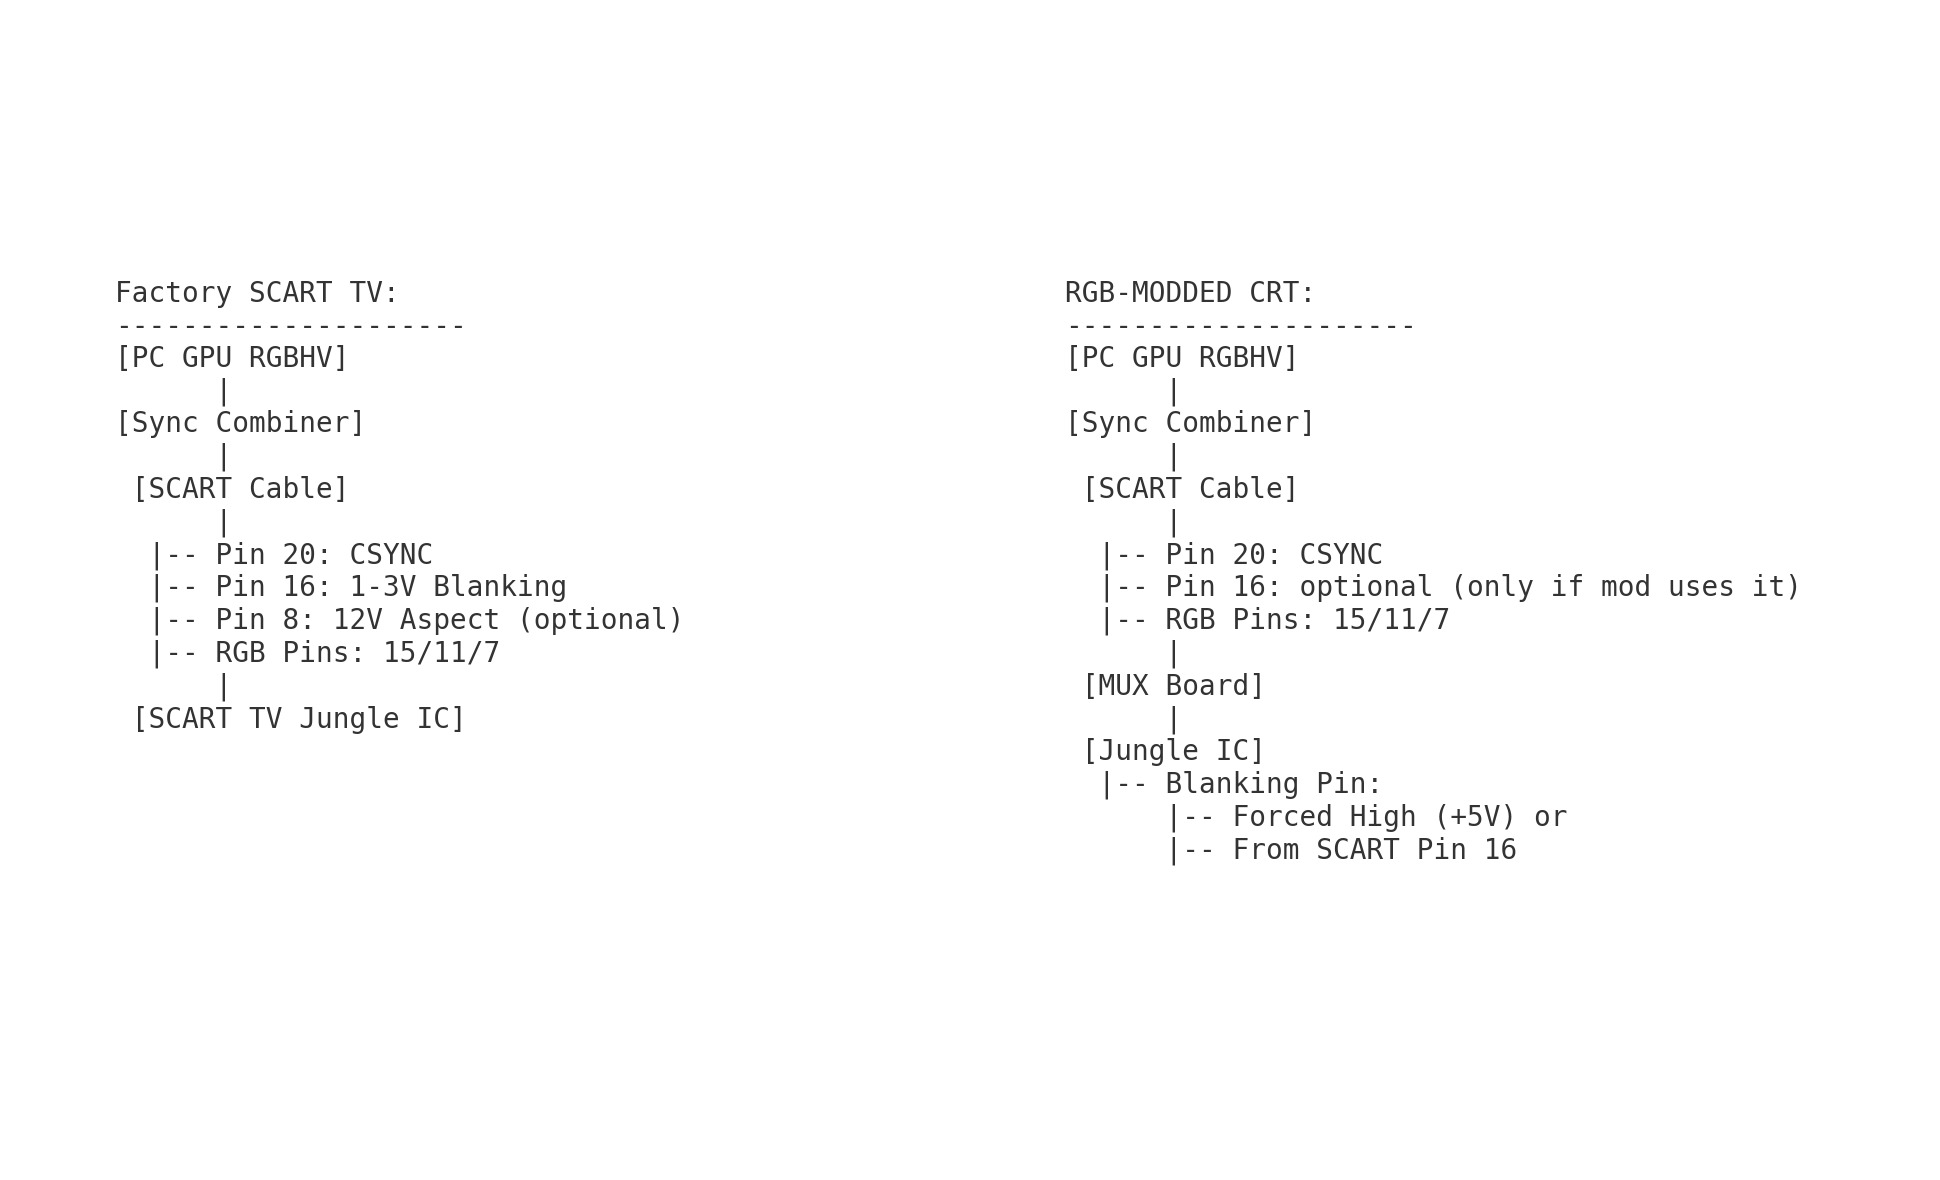 Factory SCART TV:
---------------------
[PC GPU RGBHV]
      |
[Sync Combiner]
      |
 [SCART Cable]
      |
  |-- Pin 20: CSYNC
  |-- Pin 16: 1-3V Blanking
  |-- Pin 8: 12V Aspect (optional)
  |-- RGB Pins: 15/11/7
      |
 [SCART TV Jungle IC]
RGB-MODDED CRT:
---------------------
[PC GPU RGBHV]
      |
[Sync Combiner]
      |
 [SCART Cable]
      |
  |-- Pin 20: CSYNC
  |-- Pin 16: optional (only if mod uses it)
  |-- RGB Pins: 15/11/7
      |
 [MUX Board]
      |
 [Jungle IC]
  |-- Blanking Pin:
      |-- Forced High (+5V) or
      |-- From SCART Pin 16